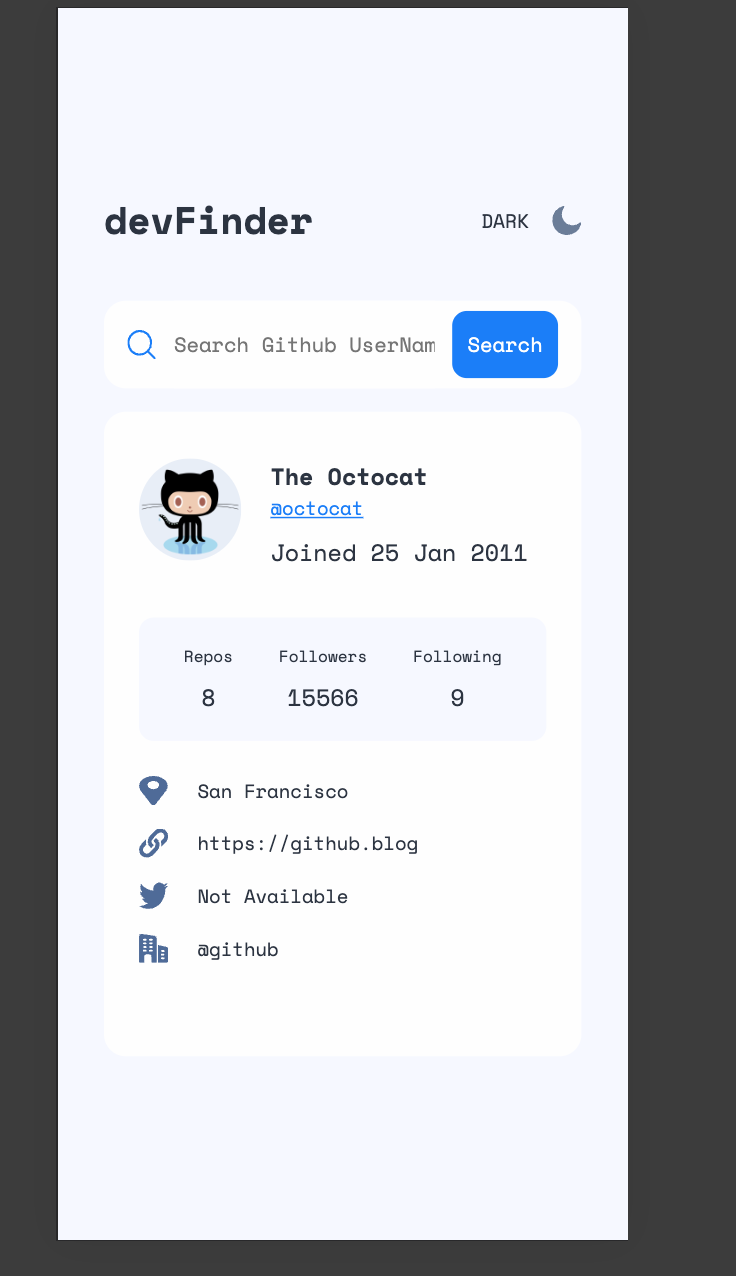 devFinder
DARK
Search Github UserNam
Search
The Octocat
@octocat
Joined 25 Jan 2011
Repos Followers Following
8 15566 9
San Francisco
https://github.blog
Not Available
@github